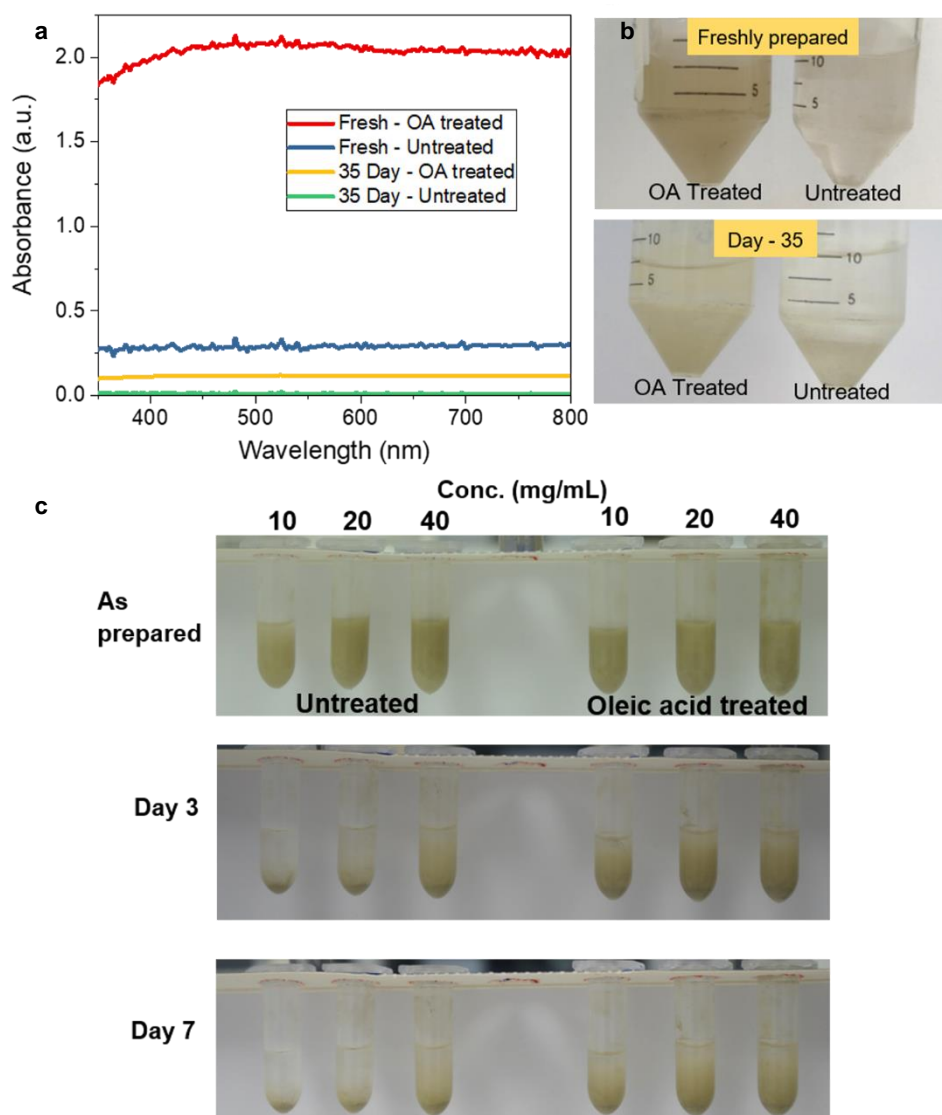 a
Absorbance (a.u.)
2.0
1.5
1.0
0.5
0.0
400
500
600
700
800
Wavelength (nm)
Fresh - OA treated
Fresh - Untreated
35 Day - OA treated
35 Day - Untreated
b
Freshly prepared
5
10
5
OA Treated
Untreated
Day - 35
10
5
10
5
OA Treated
Untreated
c
Conc. (mg/mL)
10 20 40 10 20 40
As
prepared
Untreated
Oleic acid treated
Day 3
Day 7